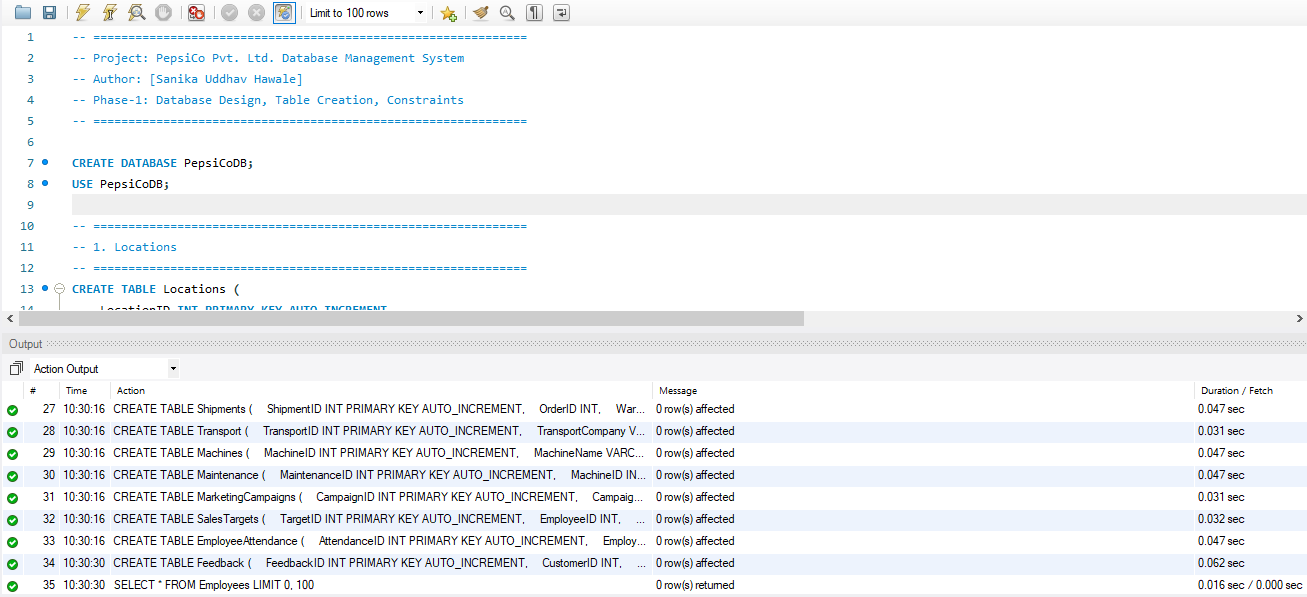 Limit to 100 rows
1 -- ==============================================================
2 -- Project: PepsiCo Pvt. Ltd. Database Management System
3 -- Author: [Sanika Uddhav Hawale]
4 -- Phase-1: Database Design, Table Creation, Constraints
5 -- ==============================================================
6
7 CREATE DATABASE PepsiCoDB;
8 USE PepsiCoDB;
9
10 -- ==============================================================
11 -- 1. Locations
12 -- ==============================================================
13 CREATE TABLE Locations (
14 LocationID INT PRIMARY KEY AUTO_INCREMENT
Output
Action Output
# Time Action Message Duration / Fetch
27 10:30:16 CREATE TABLE Shipments ( ShipmentID INT PRIMARY KEY AUTO_INCREMENT, OrderID INT, War... 0 row(s) affected 0.047 sec
28 10:30:16 CREATE TABLE Transport ( TransportID INT PRIMARY KEY AUTO_INCREMENT, TransportCompany V... 0 row(s) affected 0.031 sec
29 10:30:16 CREATE TABLE Machines ( MachineID INT PRIMARY KEY AUTO_INCREMENT, MachineName VARC... 0 row(s) affected 0.047 sec
30 10:30:16 CREATE TABLE Maintenance ( MaintenanceID INT PRIMARY KEY AUTO_INCREMENT, MachineID IN... 0 row(s) affected 0.047 sec
31 10:30:16 CREATE TABLE MarketingCampaigns ( CampaignID INT PRIMARY KEY AUTO_INCREMENT, Campaig... 0 row(s) affected 0.031 sec
32 10:30:16 CREATE TABLE SalesTargets ( TargetID INT PRIMARY KEY AUTO_INCREMENT, EmployeeID INT, ... 0 row(s) affected 0.032 sec
33 10:30:16 CREATE TABLE EmployeeAttendance ( AttendanceID INT PRIMARY KEY AUTO_INCREMENT, Employ... 0 row(s) affected 0.047 sec
34 10:30:30 CREATE TABLE Feedback ( FeedbackID INT PRIMARY KEY AUTO_INCREMENT, CustomerID INT, ... 0 row(s) affected 0.062 sec
35 10:30:30 SELECT * FROM Employees LIMIT 0, 100 0 row(s) returned 0.016 sec / 0.000 sec